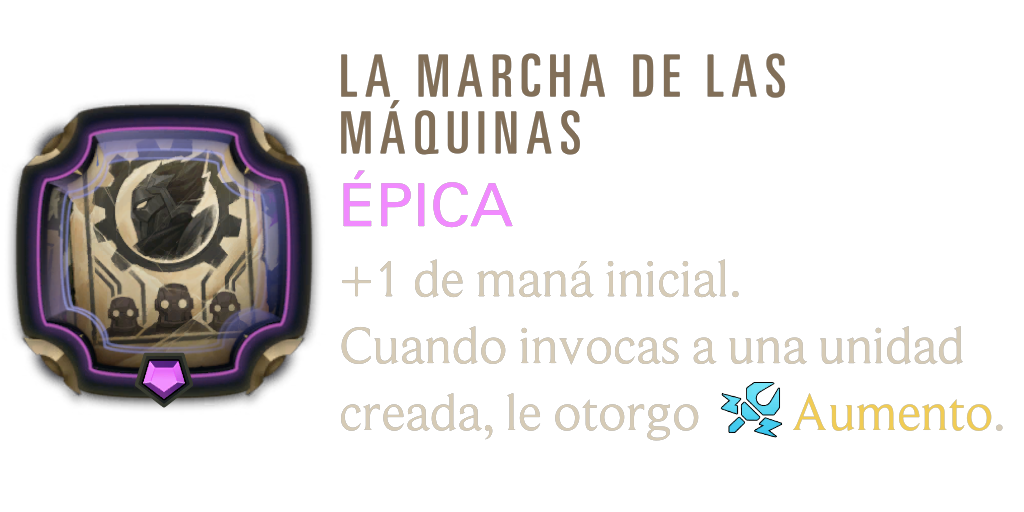 LA MARCHA DE LAS
MÁQUINAS
ÉPICA
+1 de maná inicial.
Cuando invocas a una unidad
creada, le otorgo Aumento.